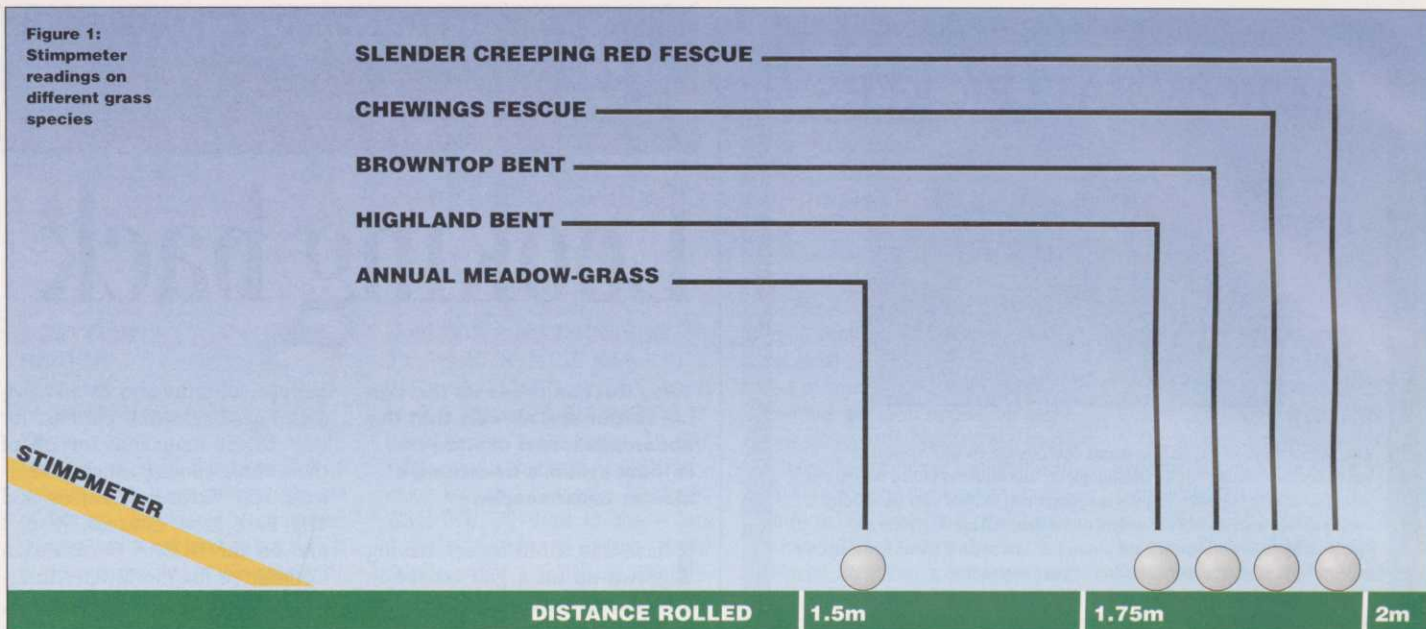 Figure 1:
Stimpmeter
readings on
different grass
species
SLENDER CREEPING RED FESCUE
CHEWINGS FESCUE
BROWNTOP BENT
HIGHLAND BENT
ANNUAL MEADOW-GRASS
STIMPMETER
DISTANCE ROLLED 1.5m 1.75m 2m